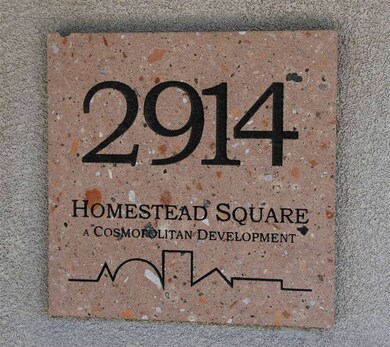 2914
HOMESTEAD SQUARE
A COSMOPOLITAN DEVELOPMENT